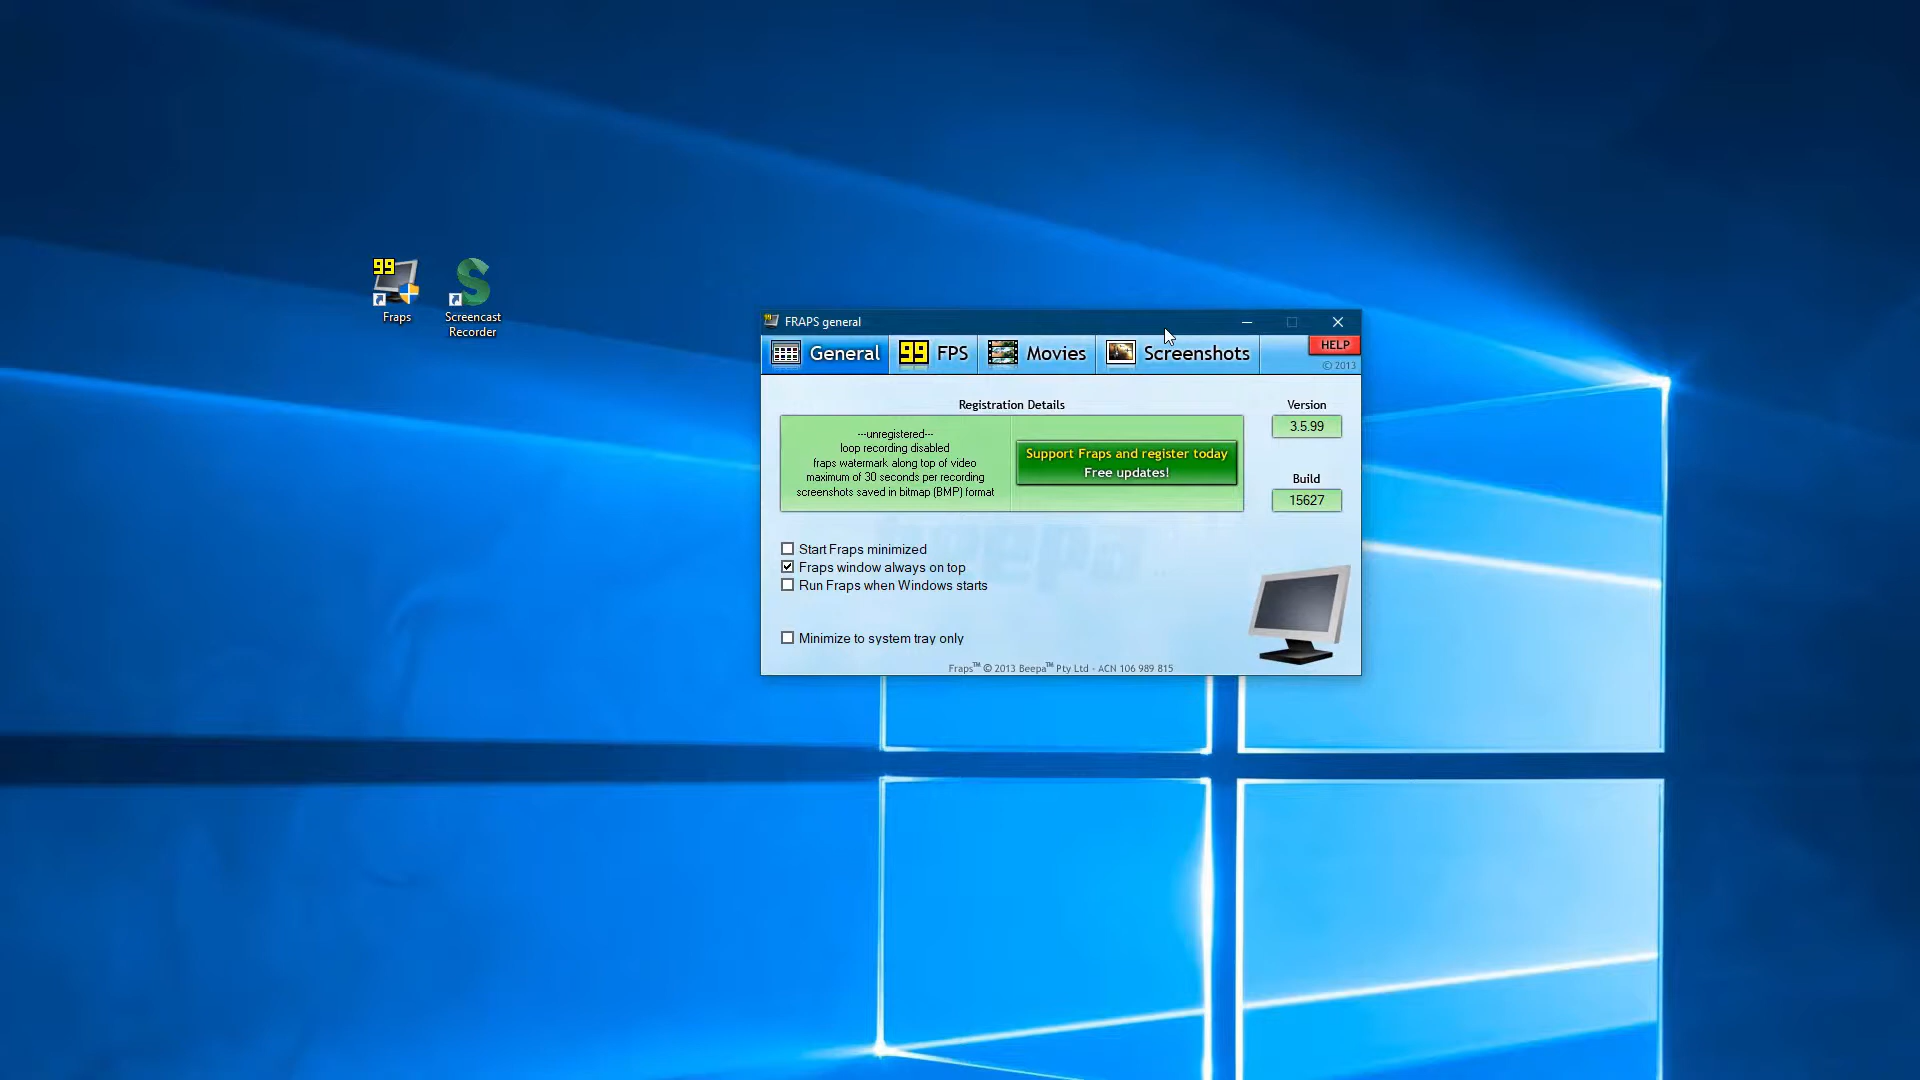 99
Fraps
Screencast
Recorder
FRAPS general
General
99 FPS
Movies
Screenshots
HELP
© 2013
Registration Details
---unregistered---
loop recording disabled
fraps watermark along top of video
maximum of 30 seconds per recording
screenshots saved in bitmap (BMP) format
Support Fraps and register today
Free updates!
Version
3.5.99
Build
15627
beepa
Start Fraps minimized
Fraps window always on top
Run Fraps when Windows starts
Minimize to system tray only
Fraps™ © 2013 Beepa™ Pty Ltd - ACN 106 989 815